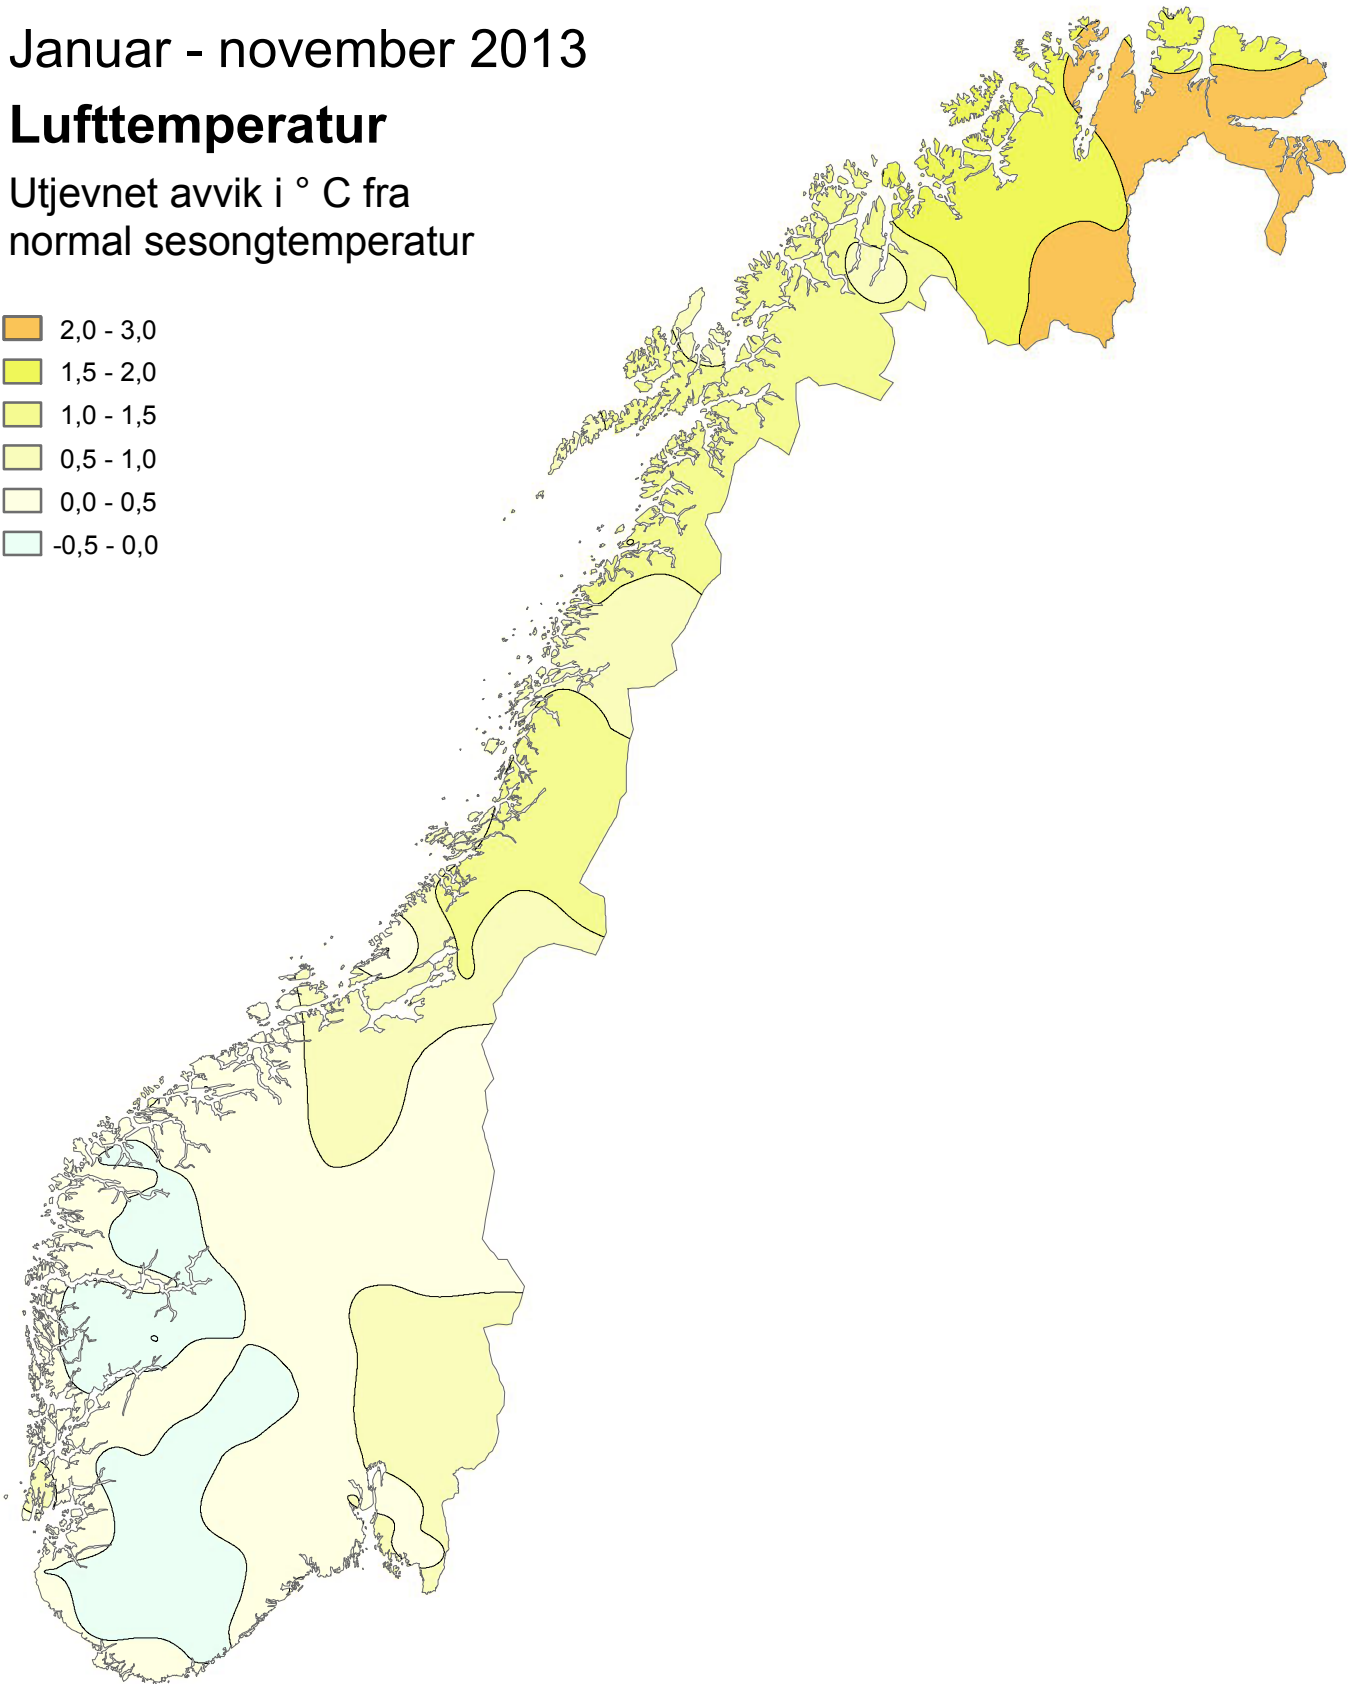 Januar - november 2013
Lufttemperatur
Utjevnet avvik i ° C fra
normal sesongtemperatur
2,0 - 3,0
1,5 - 2,0
1,0 - 1,5
0,5 - 1,0
0,0 - 0,5
-0,5 - 0,0